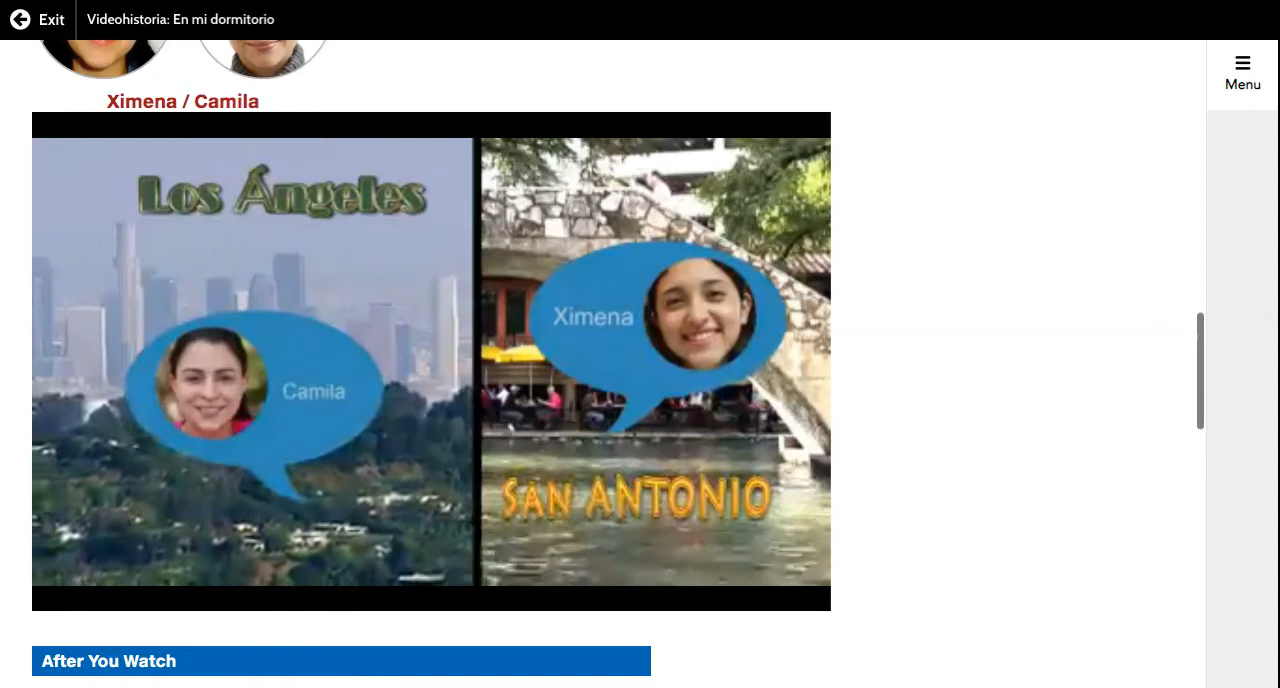 Exit
Videohistoria: En mi dormitorio
Menu
Ximena / Camila
Los Ángeles
Ximena
Camila
SAN ANTONIO
After You Watch